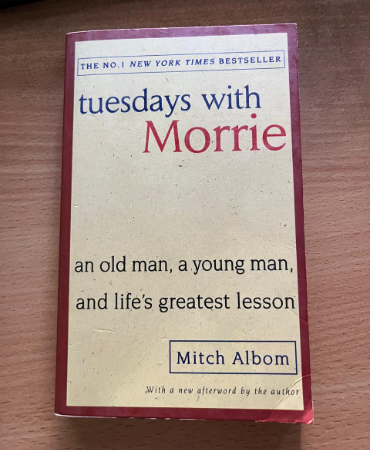 THE NO.1 NEW YORK TIMES BESTSELLER
tuesdays with
Morrie
an old man, a young man,
and life's greatest lesson
Mitch Albom
With a new afterword by the author